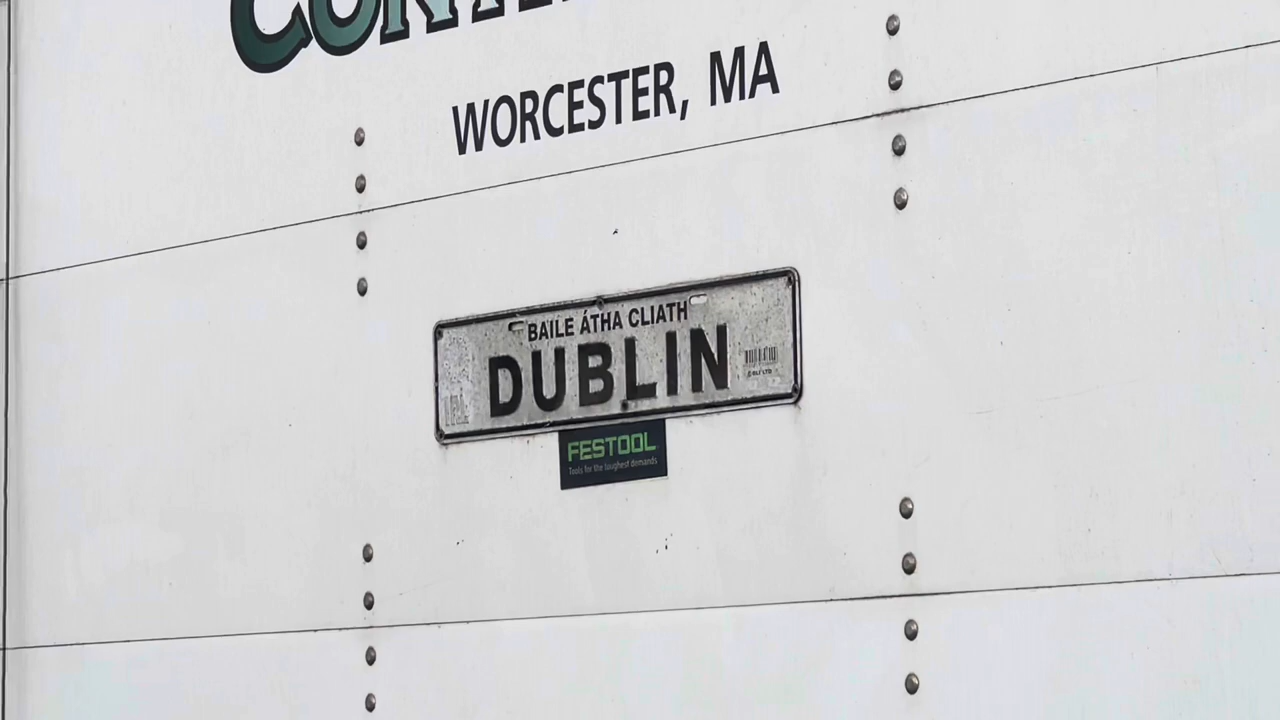 WORCESTER, MA
BAILE ÁTHA CLIATH
DUBLIN
FESTOOL
Tools for the toughest demands